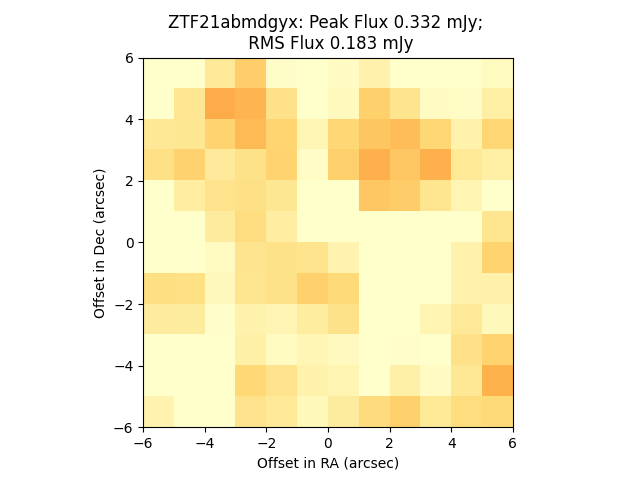 ZTF21abmdgyx: Peak Flux 0.332 mJy;
RMS Flux 0.183 mJy
6
4
2
0
−2
−4
−6
Offset in Dec (arcsec)
−6 −4 −2 0 2 4 6
Offset in RA (arcsec)